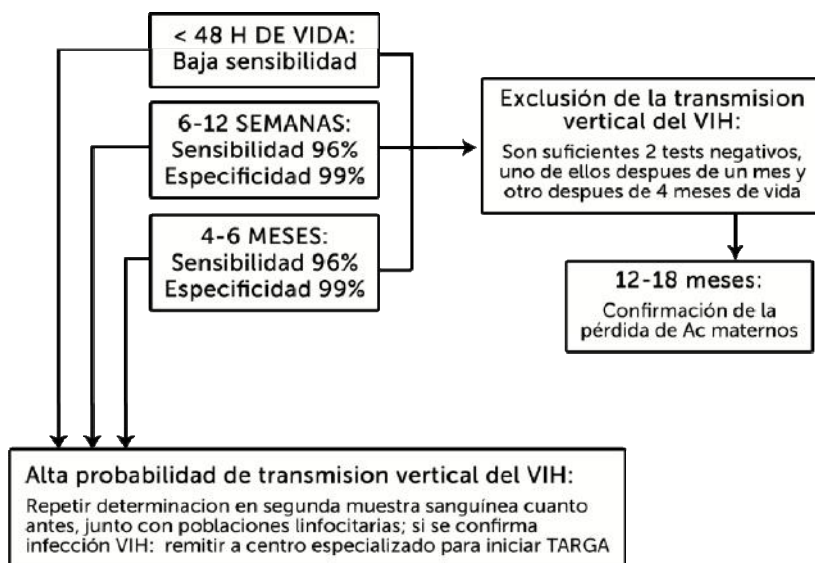 < 48 H DE VIDA:
Baja sensibilidad
6-12 SEMANAS:
Sensibilidad 96%
Especificidad 99%
4-6 MESES:
Sensibilidad 96%
Especificidad 99%
Exclusión de la transmision
vertical del VIH:
Son suficientes 2 tests negativos,
uno de ellos despues de un mes y
otro despues de 4 meses de vida
12-18 meses:
Confirmación de la
pérdida de Ac maternos
Alta probabilidad de transmision vertical del VIH:
Repetir determinacion en segunda muestra sanguínea cuanto
antes, junto con poblaciones linfocitarias; si se confirma
infección VIH: remitir a centro especializado para iniciar TARGA